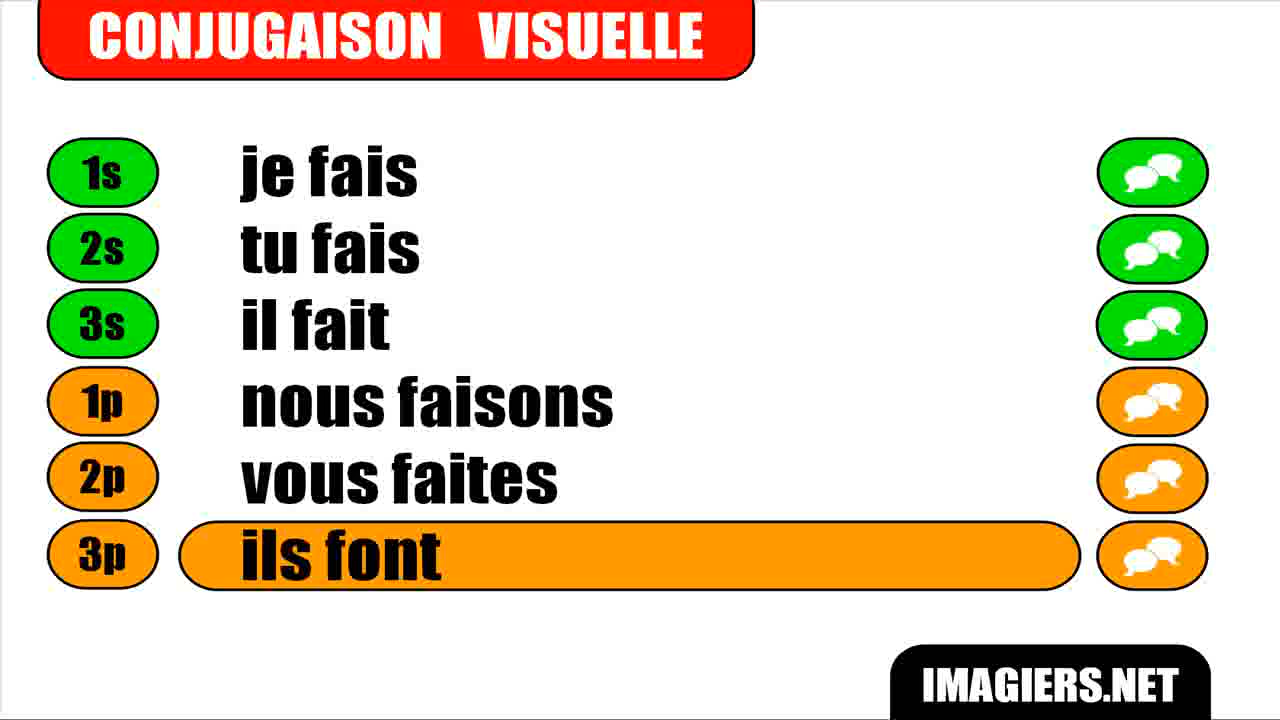 CONJUGAISON VISUELLE
1s je fais
2s tu fais
3s il fait
1p nous faisons
2p vous faites
3p ils font
IMAGIERS.NET